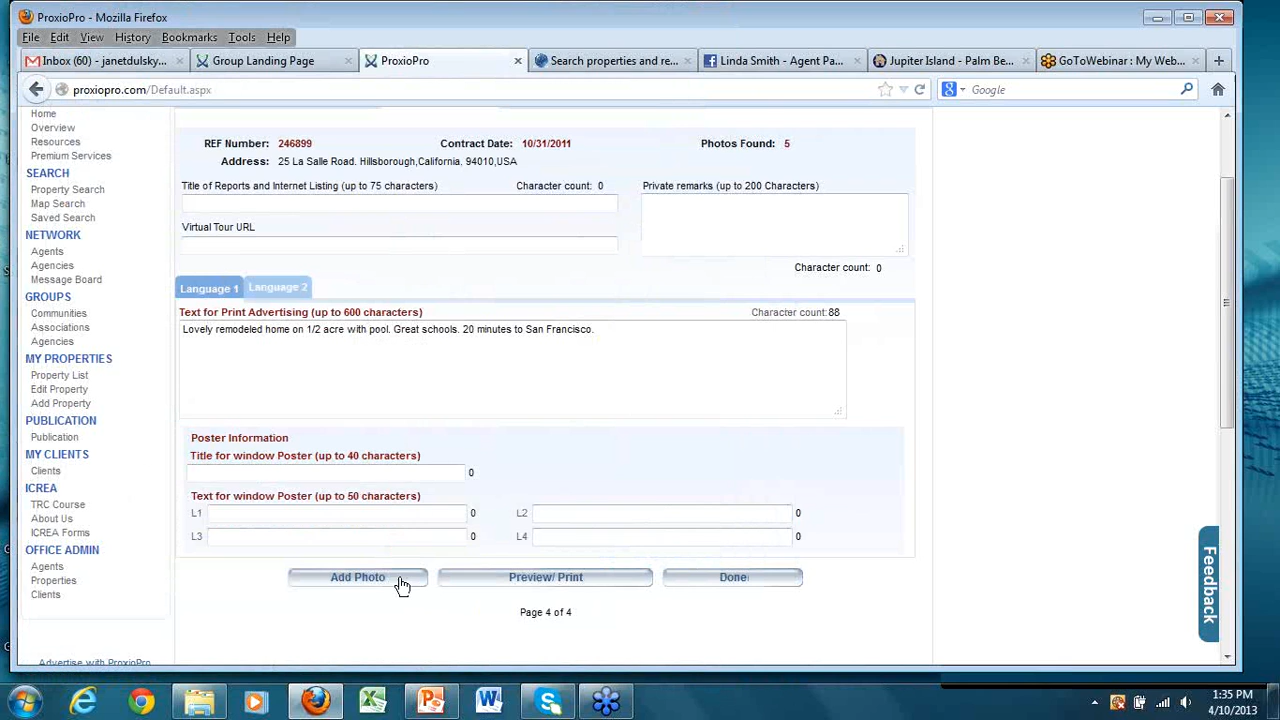 ProxioPro - Mozilla Firefox
File Edit View History Bookmarks Tools Help
Inbox (60) - janetdulsky...
Group Landing Page
ProxioPro
Search properties and re...
Linda Smith - Agent Pa...
Jupiter Island - Palm Be...
GoToWebinar : My Web...
proxiopro.com/Default.aspx
Google
Home
Overview
Resources
Premium Services
SEARCH
Property Search
Map Search
Saved Search
NETWORK
Agents
Agencies
Message Board
GROUPS
Communities
Associations
Agencies
MY PROPERTIES
Property List
Edit Property
Add Property
PUBLICATION
Publication
MY CLIENTS
Clients
ICREA
TRC Course
About Us
ICREA Forms
OFFICE ADMIN
Agents
Properties
Clients
Advertise with ProxioPro
REF Number: 246899 Contract Date: 10/31/2011 Photos Found: 5
Address: 25 La Salle Road. Hillsborough,California. 94010,USA
Title of Reports and Internet Listing (up to 75 characters) Character count: 0
Private remarks (up to 200 Characters)
Virtual Tour URL
Character count: 0
Language 1 Language 2
Text for Print Advertising (up to 600 characters) Character count:88
Lovely remodeled home on 1/2 acre with pool. Great schools. 20 minutes to San Francisco.
Poster Information
Title for window Poster (up to 40 characters)
0
Text for window Poster (up to 50 characters)
L1 0 L2 0
L3 0 L4 0
Add Photo Preview/ Print Done
Page 4 of 4
Feedback
1:35 PM
4/10/2013